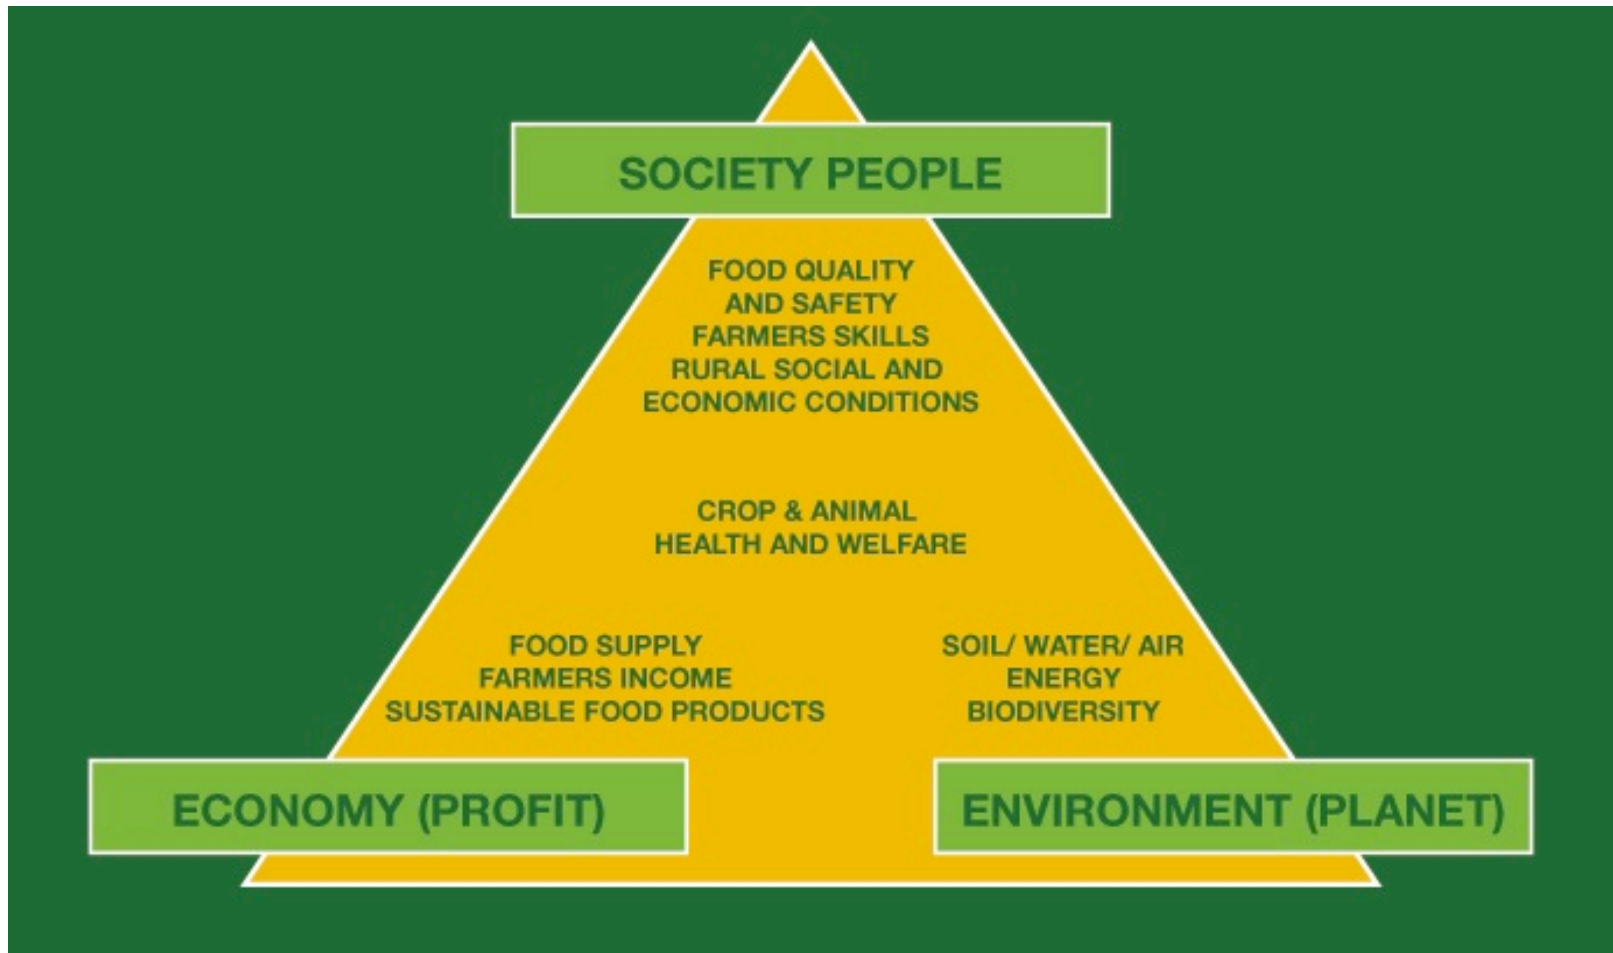 SOCIETY PEOPLE
FOOD QUALITY
AND SAFETY
FARMERS SKILLS
RURAL SOCIAL AND
ECONOMIC CONDITIONS
CROP & ANIMAL
HEALTH AND WELFARE
FOOD SUPPLY
FARMERS INCOME
SUSTAINABLE FOOD PRODUCTS
SOIL/ WATER/ AIR
ENERGY
BIODIVERSITY
ECONOMY (PROFIT)
ENVIRONMENT (PLANET)